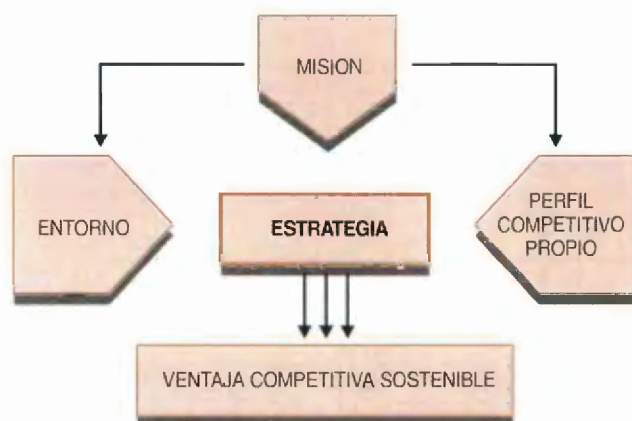 MISION
ENTORNO
ESTRATEGIA
PERFIL
COMPETITIVO
PROPIO
VENTAJA COMPETITIVA SOSTENIBLE